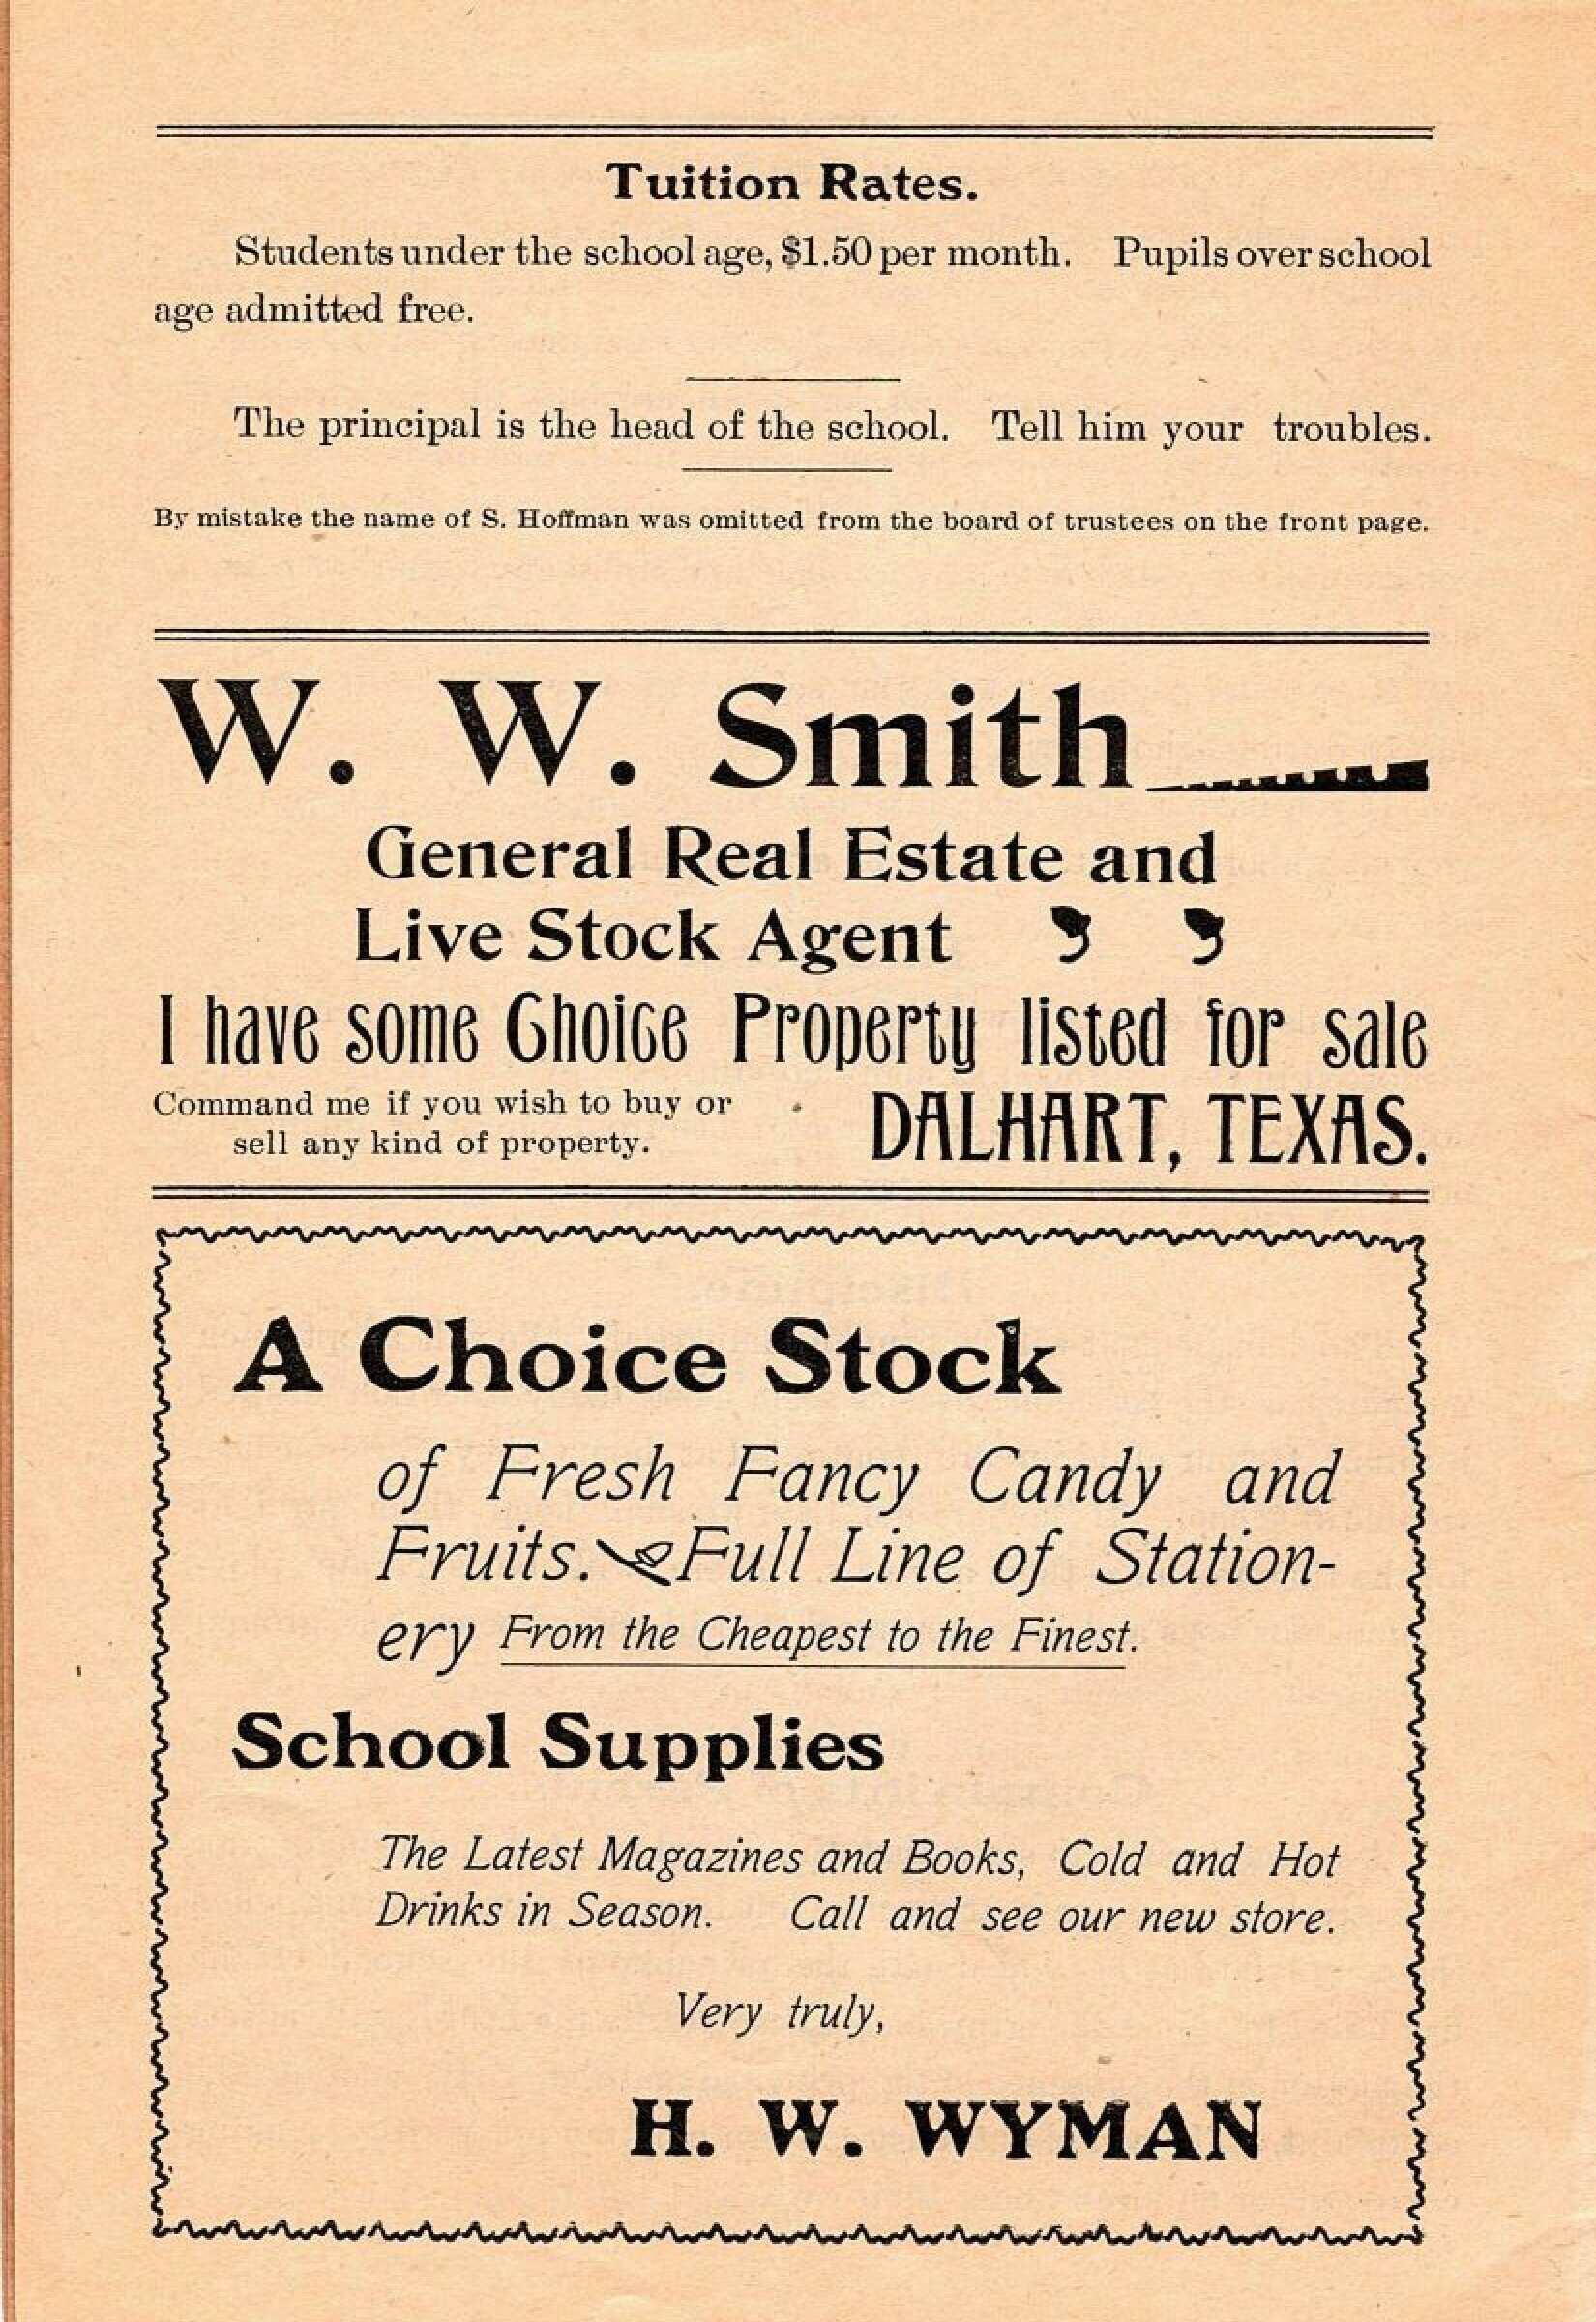 Tuition Rates.
Students under the school age, $1.50 per month. Pupils over school
age admitted free.
The principal is the head of the school. Tell him your troubles.
By mistake the name of S. Hoffman was omitted from the board of trustees on the front page.
W. W. Smith
General Real Estate and
Live Stock Agent
I have some Choice Property listed for sale
Command me if you wish to buy or
sell any kind of property.
DALHART, TEXAS.
A Choice Stock
of Fresh Fancy Candy and
Fruits. Full Line of Station-
ery From the Cheapest to the Finest.
School Supplies
The Latest Magazines and Books, Cold and Hot
Drinks in Season. Call and see our new store.
Very truly,
H. W. WYMAN